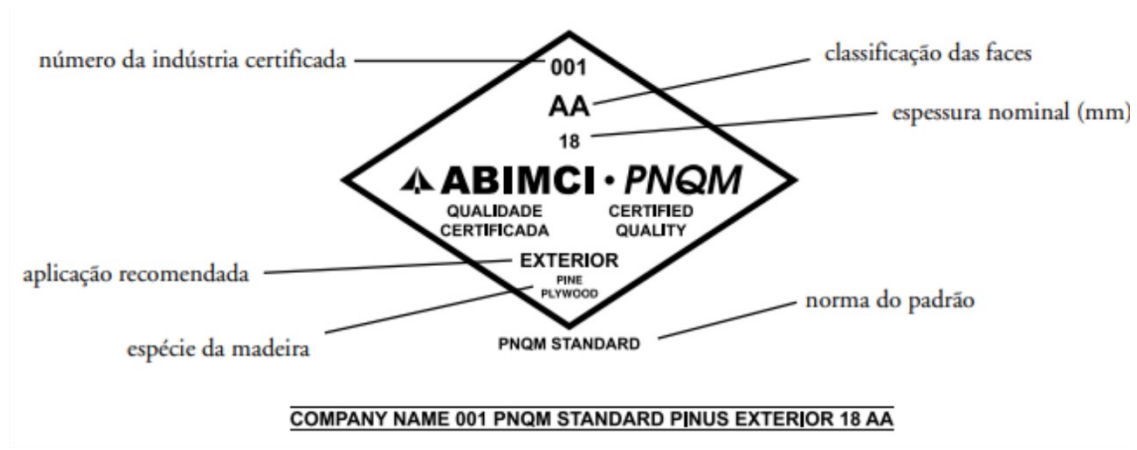 número da indústria certificada
001
classificação das faces
AA
espessura nominal (mm)
18
ABIMCI • PNQM
QUALIDADE CERTIFIED
CERTIFICADA QUALITY
aplicação recomendada
EXTERIOR
PINE
PLYWOOD
norma do padrão
espécie da madeira
PNQM STANDARD
COMPANY NAME 001 PNQM STANDARD PINUS EXTERIOR 18 AA